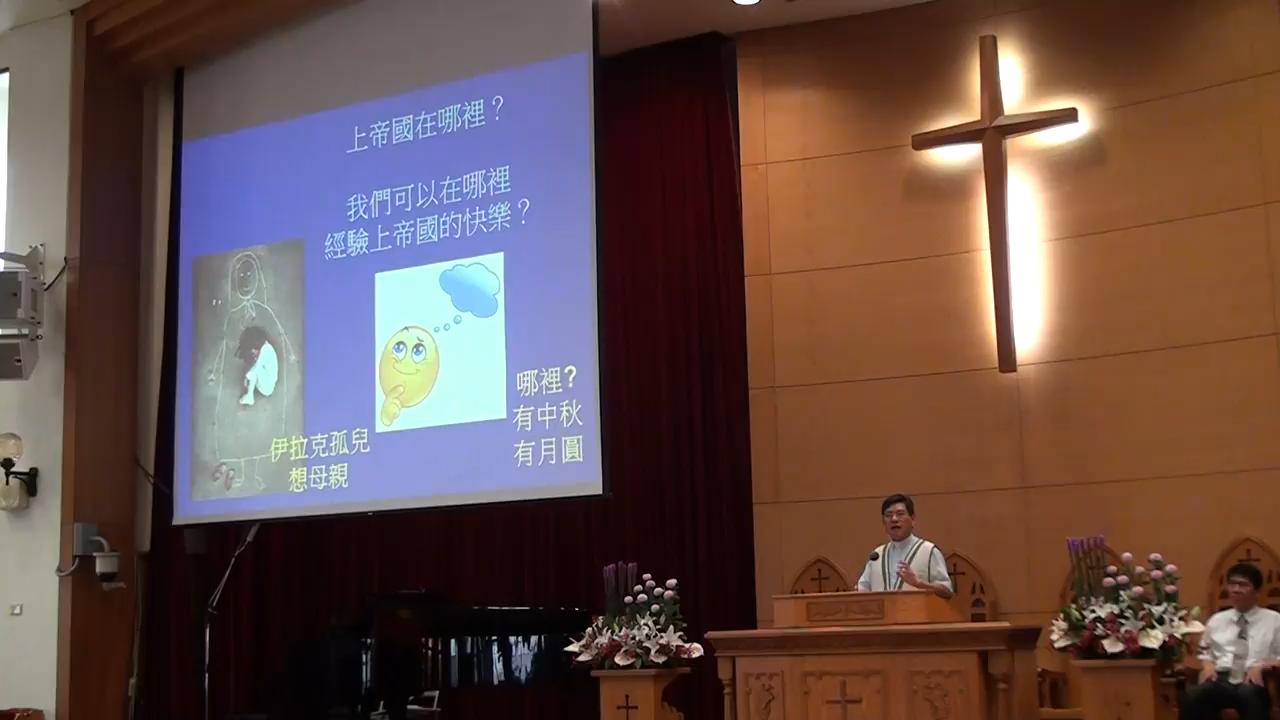 上帝國在哪裡？
我們可以在哪裡
經驗上帝國的快樂？
哪裡?
有中秋
有月圓
伊拉克孤兒
想母親